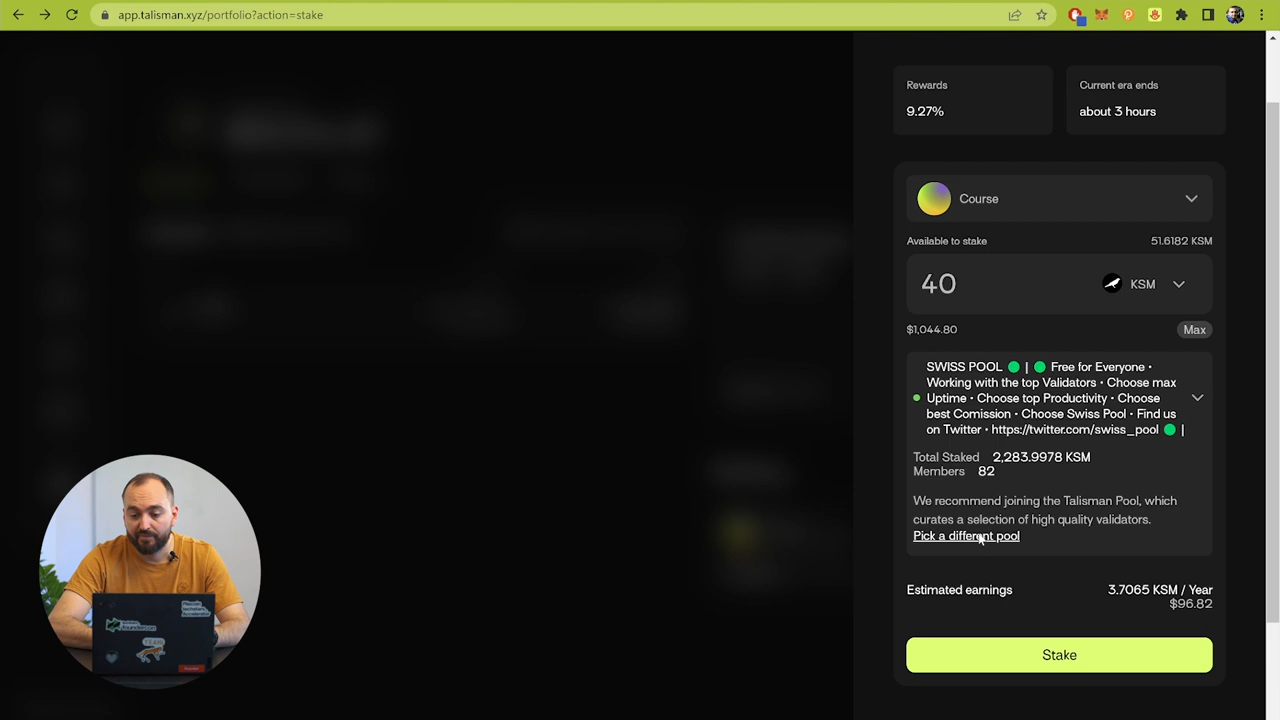 app.talisman.xyz/portfolio?action=stake
Rewards
9.27%
Current era ends
about 3 hours
Course
Available to stake
51.6182 KSM
40
KSM
$1,044.80
Max
SWISS POOL 🟢 | 🟢 Free for Everyone •
Working with the top Validators • Choose max
Uptime • Choose top Productivity • Choose
best Comission • Choose Swiss Pool • Find us
on Twitter • https://twitter.com/swiss_pool 🟢 |
Total Staked 2,283.9978 KSM
Members 82
We recommend joining the Talisman Pool, which
curates a selection of high quality validators.
Pick a different pool
Estimated earnings
3.7065 KSM / Year
$96.82
Stake